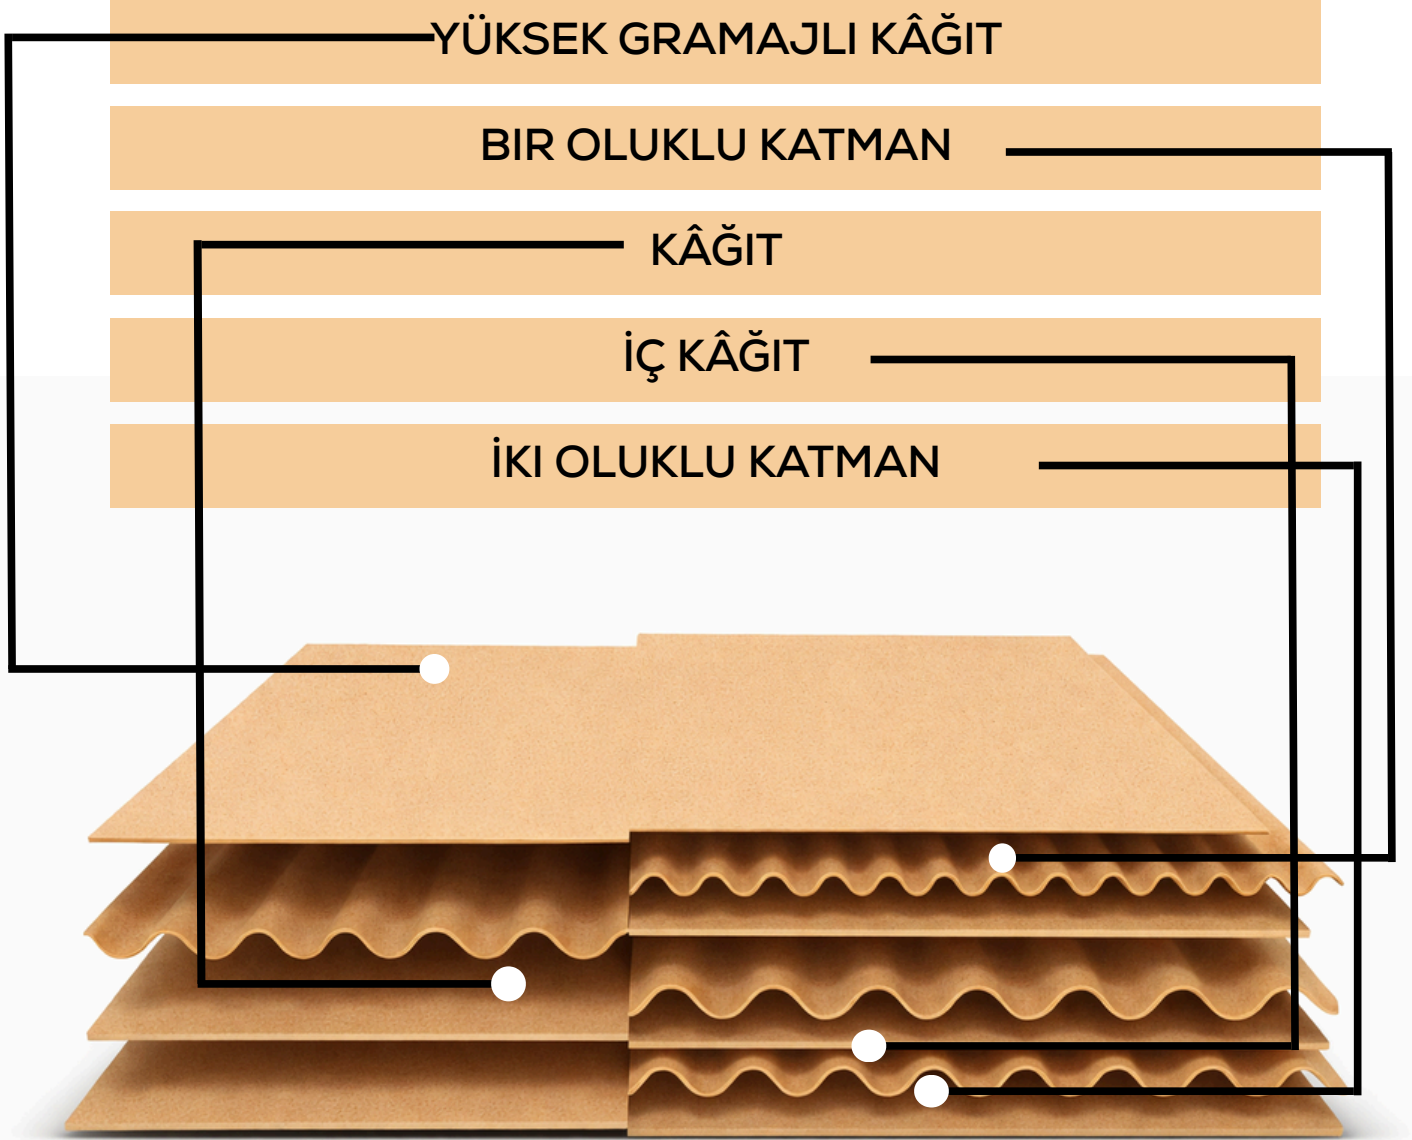 YÜKSEK GRAMAJLI KÂĞIT
BIR OLUKLU KATMAN
KÂĞIT
İÇ KÂĞIT
İKI OLUKLU KATMAN